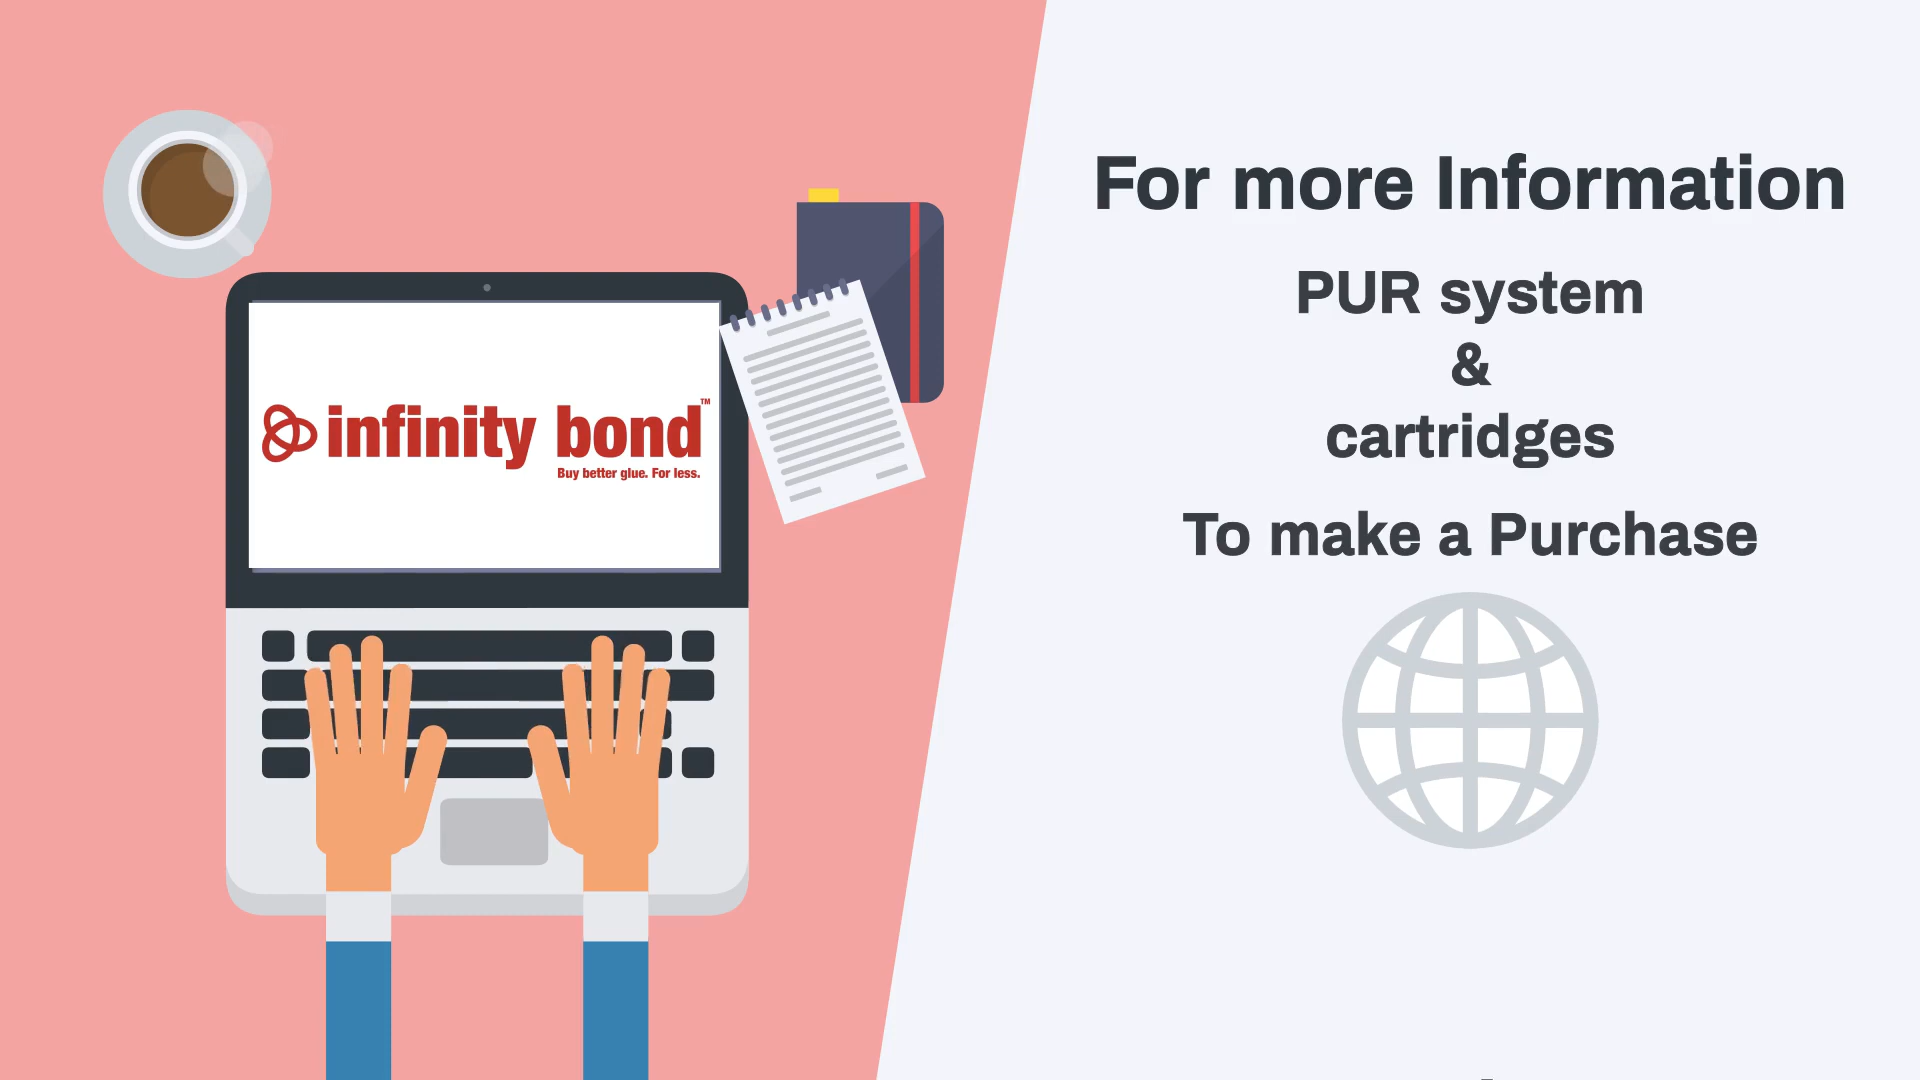 infinity bond™
Buy better glue. For less.
For more Information
PUR system
&
cartridges
To make a Purchase